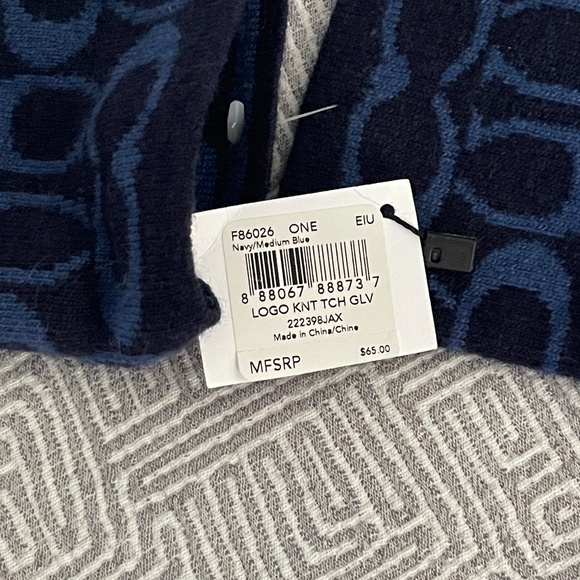 F86026 ONE EIU
Navy/Medium Blue
8 88067 88873 7
LOGO KNT TCH GLV
222398JAX
Made in China/Chine
MFSRP $65.00